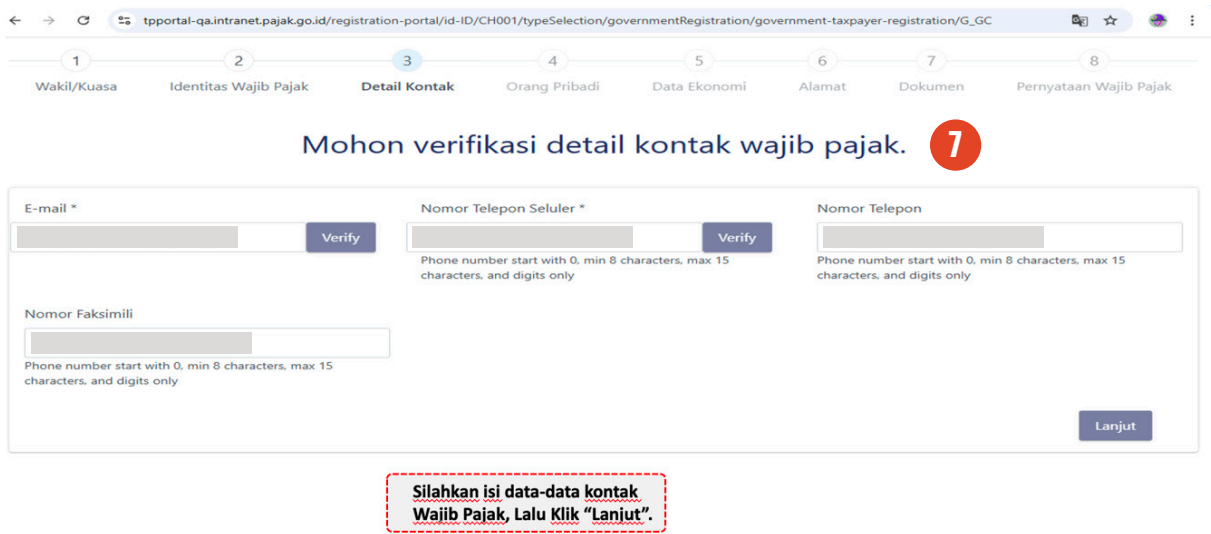 tpportal-qa.intranet.pajak.go.id/registration-portal/id-ID/CH001/typeSelection/governmentRegistration/government-taxpayer-registration/G_GC
1 2 3 4 5 6 7 8
Wakil/Kuasa Identitas Wajib Pajak Detail Kontak Orang Pribadi Data Ekonomi Alamat Dokumen Pernyataan Wajib Pajak
Mohon verifikasi detail kontak wajib pajak. 7
E-mail * Nomor Telepon Seluler * Nomor Telepon
Verify Verify
Phone number start with 0, min 8 characters, max 15 Phone number start with 0, min 8 characters, max 15
characters, and digits only characters, and digits only
Nomor Faksimili
Phone number start with 0, min 8 characters, max 15
characters, and digits only
Lanjut
Silahkan isi data-data kontak
Wajib Pajak, Lalu Klik “Lanjut”.